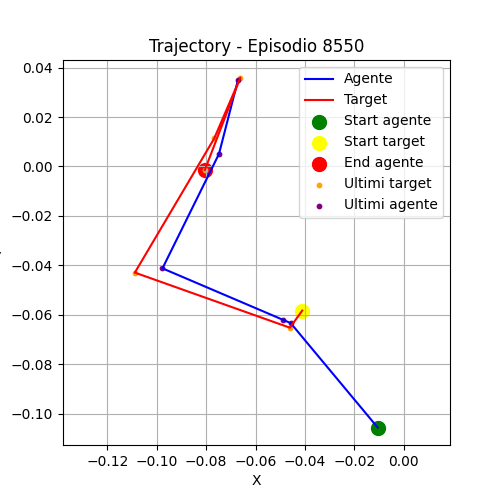 Trajectory - Episodio 8550
0.04
0.02
0.00
−0.02
−0.04
−0.06
−0.08
−0.10
Agente
Target
Start agente
Start target
End agente
Ultimi target
Ultimi agente
−0.12
−0.10
−0.08
−0.06
−0.04
−0.02
0.00
X